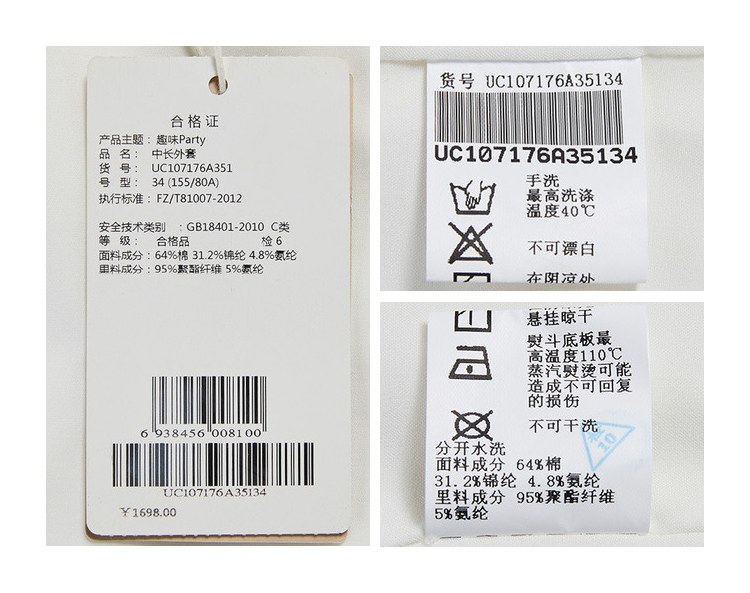 合格证
产品主题：趣味Party
品 名： 中长外套
货 号： UC107176A351
号 型： 34 (155/80A)
执行标准：FZ/T81007-2012
安全技术类别 ：GB18401-2010 C类
等 级： 合格品 检 6
面料成分：64%棉 31.2%锦纶 4.8%氨纶
里料成分：95%聚酯纤维 5%氨纶
6 938456 008100
UC107176A35134
￥1698.00
货号 UC107176A35134
UC107176A35134
手洗
最高洗涤
温度40℃
不可漂白
在阴凉处
悬挂晾干
熨斗底板最
高温度110℃
蒸汽熨烫可能
造成不可回复
的损伤
不可干洗
分开水洗
面料成分 64%棉
31.2%锦纶 4.8%氨纶
里料成分 95%聚酯纤维
5%氨纶
10